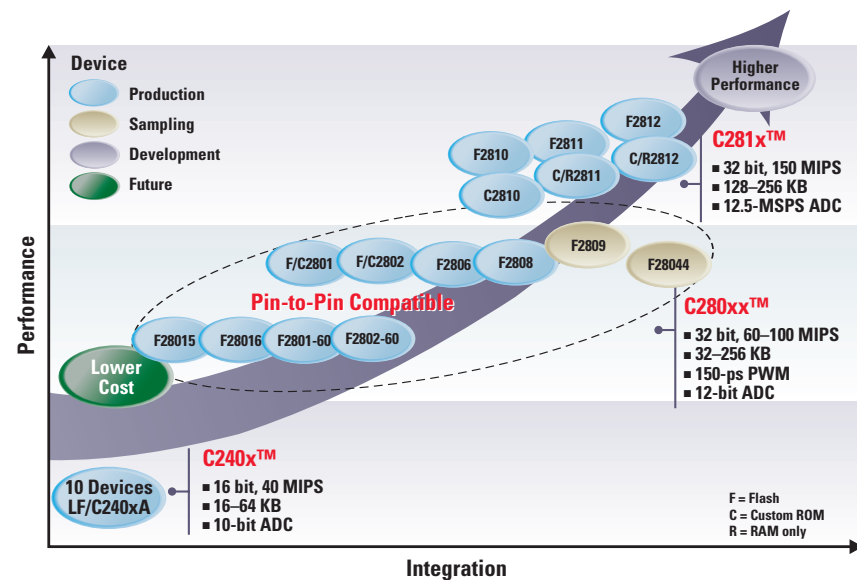 Device
Production
Sampling
Development
Future
Higher
Performance
F2812
F2811
F2810
C/R2812
C/R2811
C2810
C281x™
■ 32 bit, 150 MIPS
■ 128–256 KB
■ 12.5-MSPS ADC
F2809
F/C2801
F/C2802
F2806
F2808
F28044
Pin-to-Pin Compatible
C280xx™
■ 32 bit, 60–100 MIPS
■ 32–256 KB
■ 150-ps PWM
■ 12-bit ADC
F28015
F28016
F2801-60
F2802-60
Lower
Cost
C240x™
■ 16 bit, 40 MIPS
■ 16–64 KB
■ 10-bit ADC
10 Devices
LF/C240xA
F = Flash
C = Custom ROM
R = RAM only
Performance
Integration